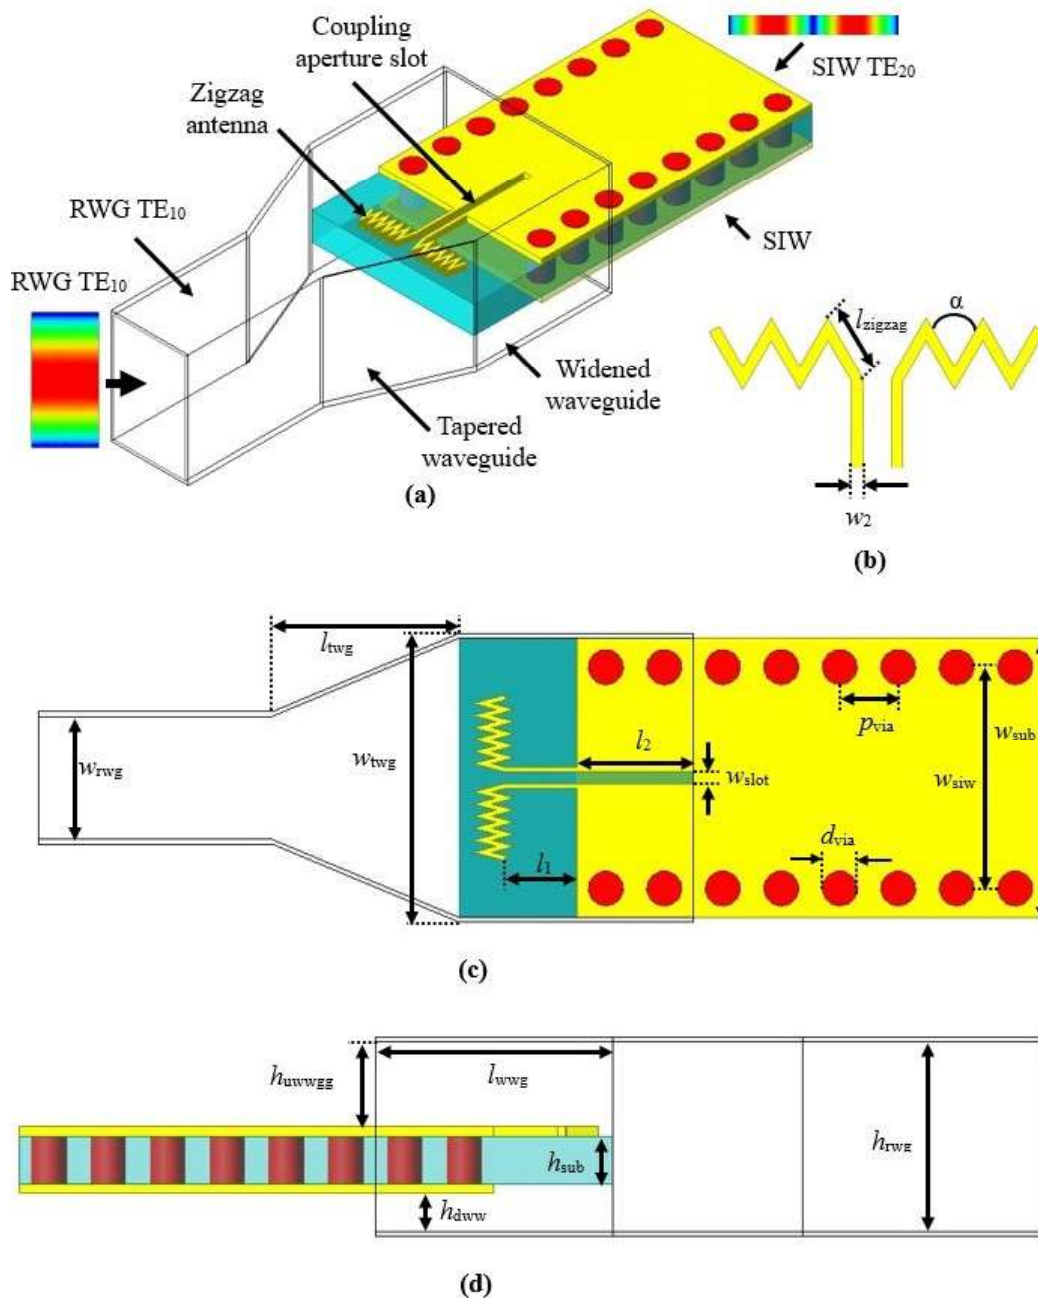 Coupling
aperture slot
SIW TE20
Zigzag
antenna
RWG TE10
RWG TE10
SIW
Widened
waveguide
Tapered
waveguide
(a)
α
lzigzag
w2
(b)
ltwg
pvia
l2
wsub
wrwg
wtwg
wslot
wsiw
dvia
l1
(c)
huwwgg
lwwg
hrwg
hsub
hdww
(d)